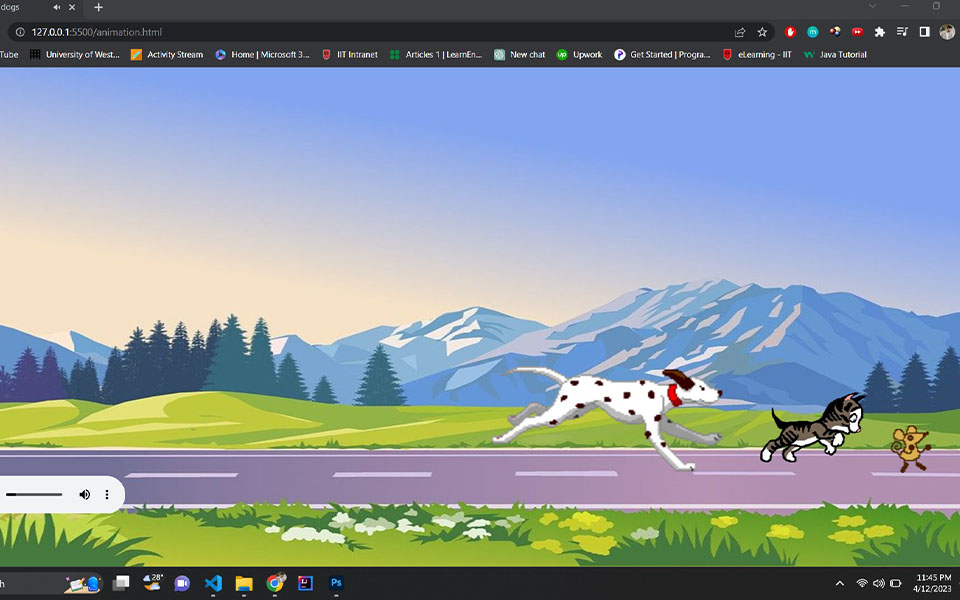 dogs
127.0.0.1:5500/animation.html
Tube University of West... Activity Stream Home | Microsoft 3... IIT Intranet Articles 1 | LearnEn... New chat up Upwork Get Started | Progra... eLearning - IIT Java Tutorial
h 28° Ps 11:45 PM
4/12/2023